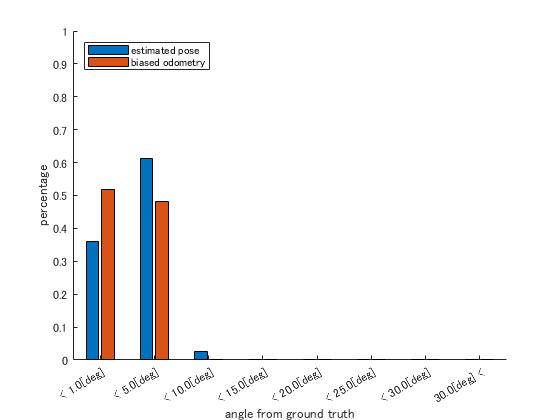 1
0.9
0.8
0.7
0.6
0.5
0.4
0.3
0.2
0.1
0
percentage
estimated pose
biased odometry
< 1.0[deg]
< 5.0[deg]
< 10.0[deg]
< 15.0[deg]
< 20.0[deg]
< 25.0[deg]
< 30.0[deg]
30.0[deg] <
angle from ground truth